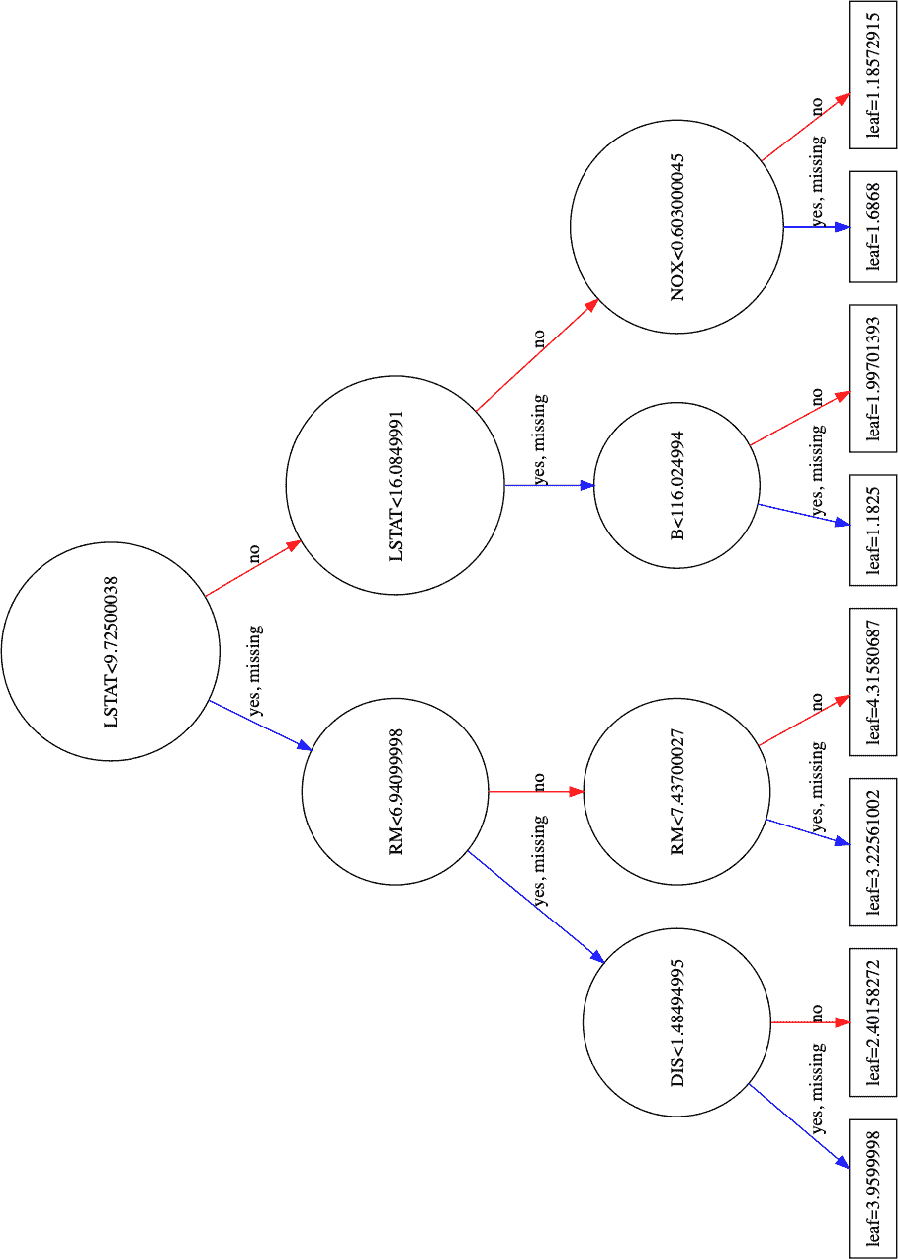 LSTAT<9.72500038
yes, missing
no
RM<6.94099998
LSTAT<16.0849991
yes, missing
no
yes, missing
no
DIS<1.48494995
RM<7.43700027
B<116.024994
NOX<0.603000045
yes, missing
no
yes, missing
no
yes, missing
no
yes, missing
no
leaf=3.9599998
leaf=2.40158272
leaf=3.22561002
leaf=4.31580687
leaf=1.1825
leaf=1.99701393
leaf=1.6868
leaf=1.18572915